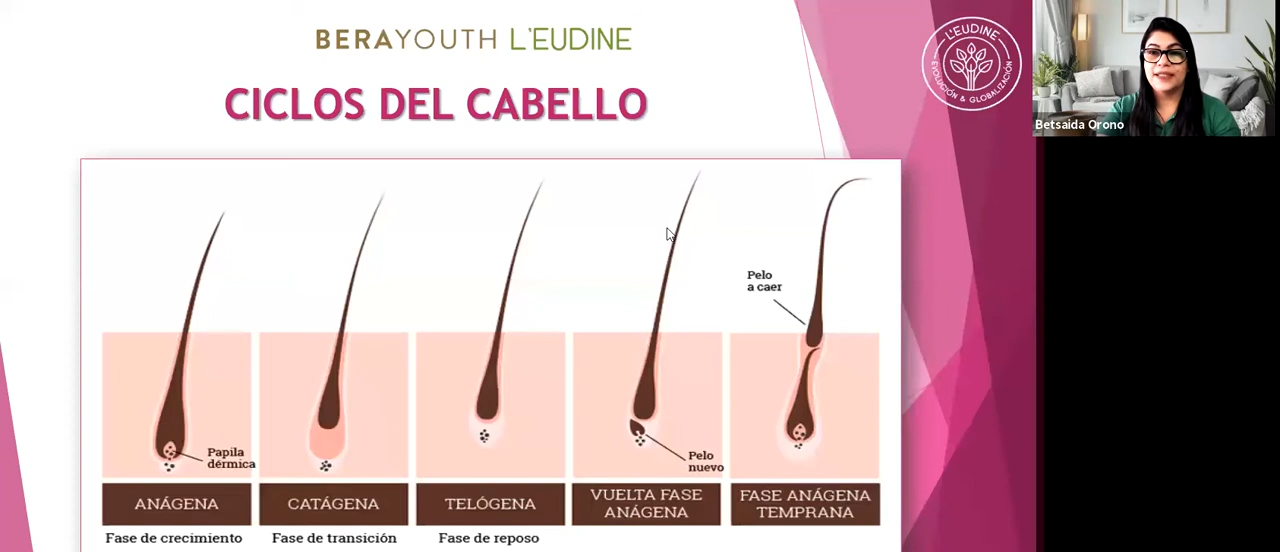 BERAYOUTH L'EUDINE
L'EUDINE
EVOLUCIÓN & GLOBALIZACIÓN
Betsaida Orono
CICLOS DEL CABELLO
Pelo
a caer
Papila
dérmica
Pelo
nuevo
ANÁGENA
CATÁGENA
TELÓGENA
VUELTA FASE
ANÁGENA
FASE ANÁGENA
TEMPRANA
Fase de crecimiento
Fase de transición
Fase de reposo